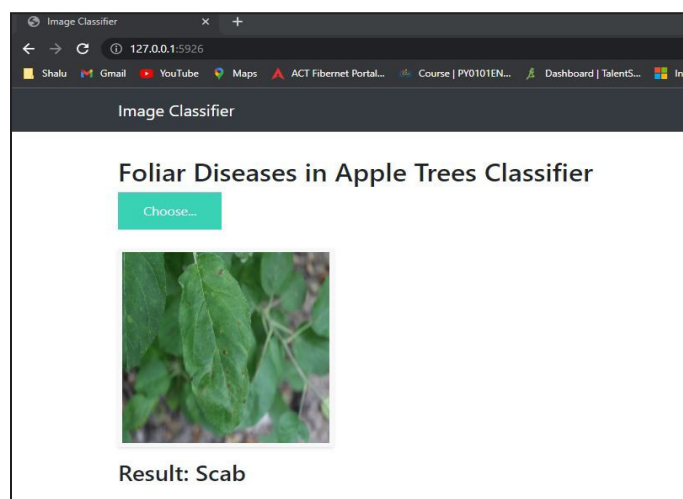 Image Classifier × +
127.0.0.1:5926
Shalu Gmail YouTube Maps ACT Fibernet Portal... Course | PY0101EN... Dashboard | TalentS... In
Image Classifier
Foliar Diseases in Apple Trees Classifier
Choose...
Result: Scab